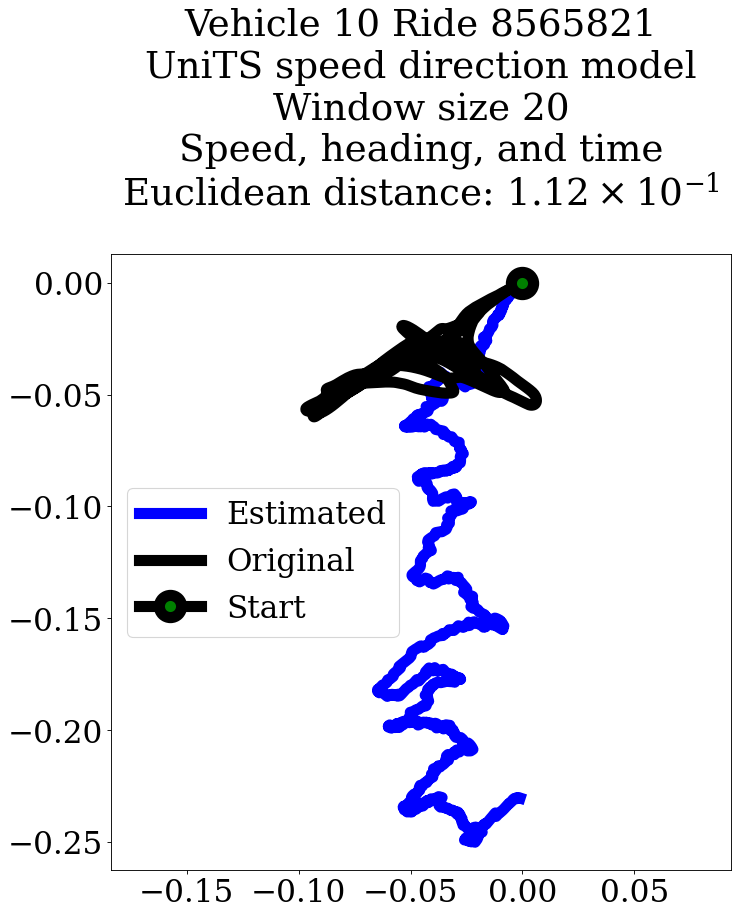 Vehicle 10 Ride 8565821
UniTS speed direction model
Window size 20
Speed, heading, and time
Euclidean distance: 1.12 × 10⁻¹
0.00
−0.05
−0.10
−0.15
−0.20
−0.25
Estimated
Original
Start
−0.15 −0.10 −0.05 0.00 0.05